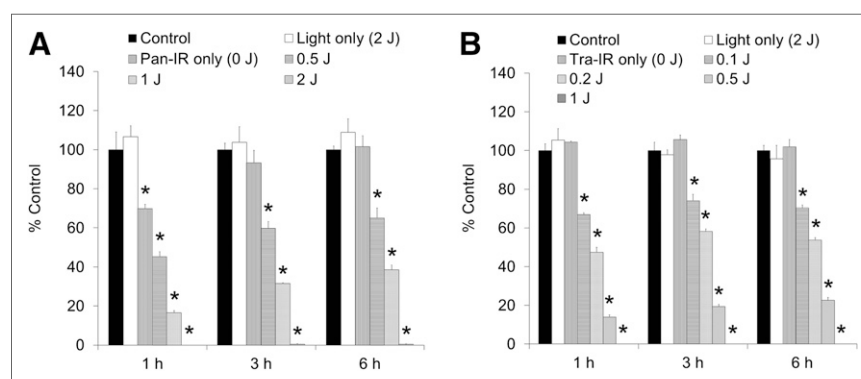 A
Control Light only (2 J)
Pan-IR only (0 J) 0.5 J
1 J 2 J
140
120
100
80
60
40
20
0
% Control
* * * *
* * *
* * *
1 h 3 h 6 h
B
Control Light only (2 J)
Tra-IR only (0 J) 0.1 J
0.2 J 0.5 J
1 J
140
120
100
80
60
40
20
0
% Control
* * * *
* * * *
* * * *
1 h 3 h 6 h